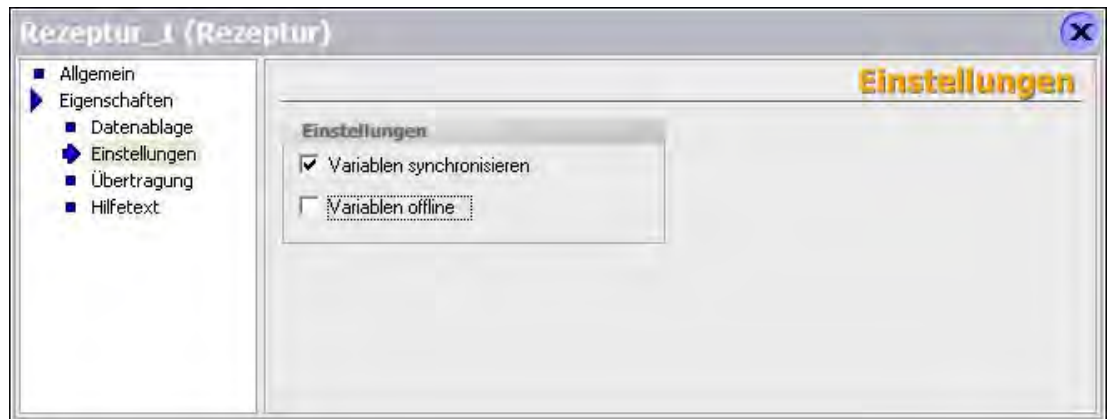 Rezeptur_1 (Rezeptur)
Allgemein
Eigenschaften
Datenablage
Einstellungen
Übertragung
Hilfetext
Einstellungen
Einstellungen
Variablen synchronisieren
Variablen offline